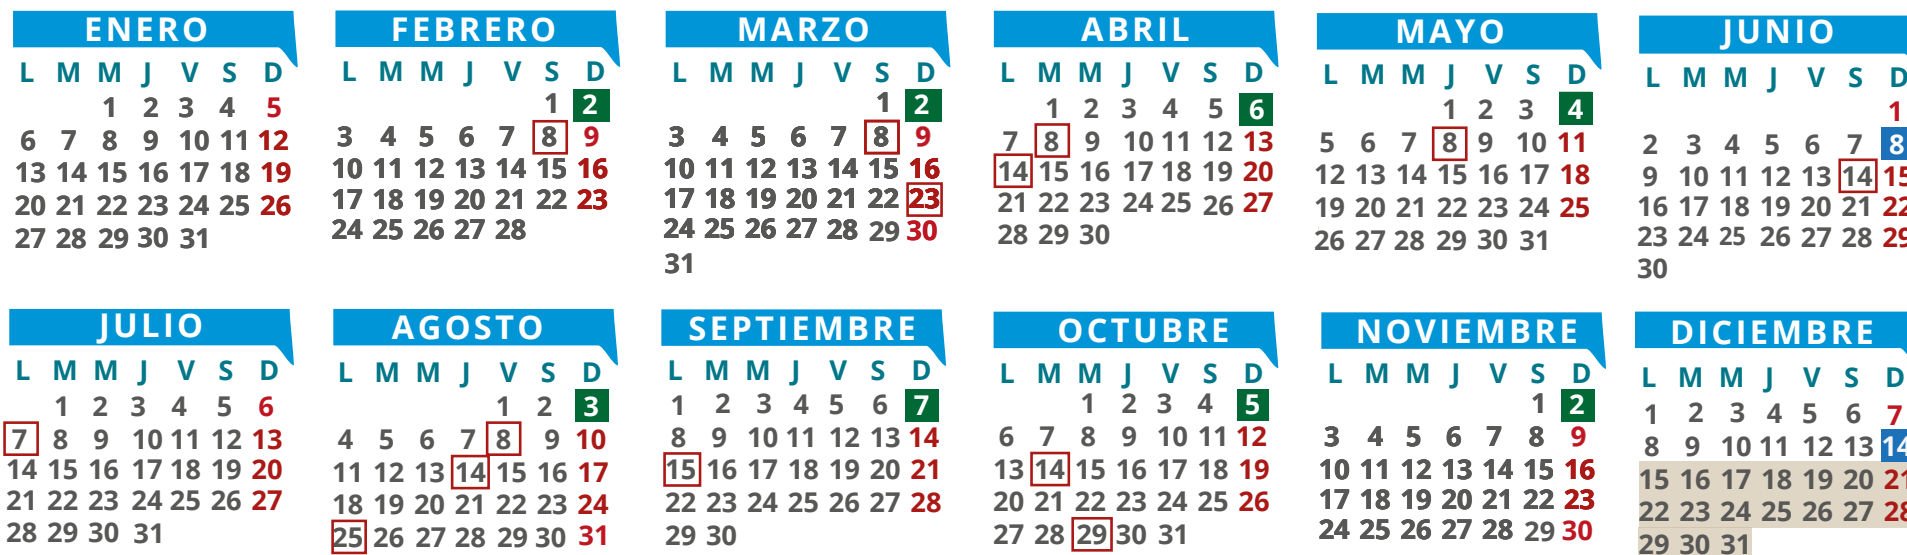 ENERO
L M M J V S D
1 2 3 4 5
6 7 8 9 10 11 12
13 14 15 16 17 18 19
20 21 22 23 24 25 26
27 28 29 30 31
FEBRERO
L M M J V S D
1 2
3 4 5 6 7 8 9
10 11 12 13 14 15 16
17 18 19 20 21 22 23
24 25 26 27 28
MARZO
L M M J V S D
1 2
3 4 5 6 7 8 9
10 11 12 13 14 15 16
17 18 19 20 21 22 23
24 25 26 27 28 29 30
31
ABRIL
L M M J V S D
1 2 3 4 5 6
7 8 9 10 11 12 13
14 15 16 17 18 19 20
21 22 23 24 25 26 27
28 29 30
MAYO
L M M J V S D
1 2 3 4
5 6 7 8 9 10 11
12 13 14 15 16 17 18
19 20 21 22 23 24 25
26 27 28 29 30 31
JUNIO
L M M J V S D
1
2 3 4 5 6 7 8
9 10 11 12 13 14 15
16 17 18 19 20 21 22
23 24 25 26 27 28 29
30
JULIO
L M M J V S D
1 2 3 4 5 6
7 8 9 10 11 12 13
14 15 16 17 18 19 20
21 22 23 24 25 26 27
28 29 30 31
AGOSTO
L M M J V S D
1 2 3
4 5 6 7 8 9 10
11 12 13 14 15 16 17
18 19 20 21 22 23 24
25 26 27 28 29 30 31
SEPTIEMBRE
L M M J V S D
1 2 3 4 5 6 7
8 9 10 11 12 13 14
15 16 17 18 19 20 21
22 23 24 25 26 27 28
29 30
OCTUBRE
L M M J V S D
1 2 3 4 5
6 7 8 9 10 11 12
13 14 15 16 17 18 19
20 21 22 23 24 25 26
27 28 29 30 31
NOVIEMBRE
L M M J V S D
1 2
3 4 5 6 7 8 9
10 11 12 13 14 15 16
17 18 19 20 21 22 23
24 25 26 27 28 29 30
DICIEMBRE
L M M J V S D
1 2 3 4 5 6 7
8 9 10 11 12 13 14
15 16 17 18 19 20 21
22 23 24 25 26 27 28
29 30 31